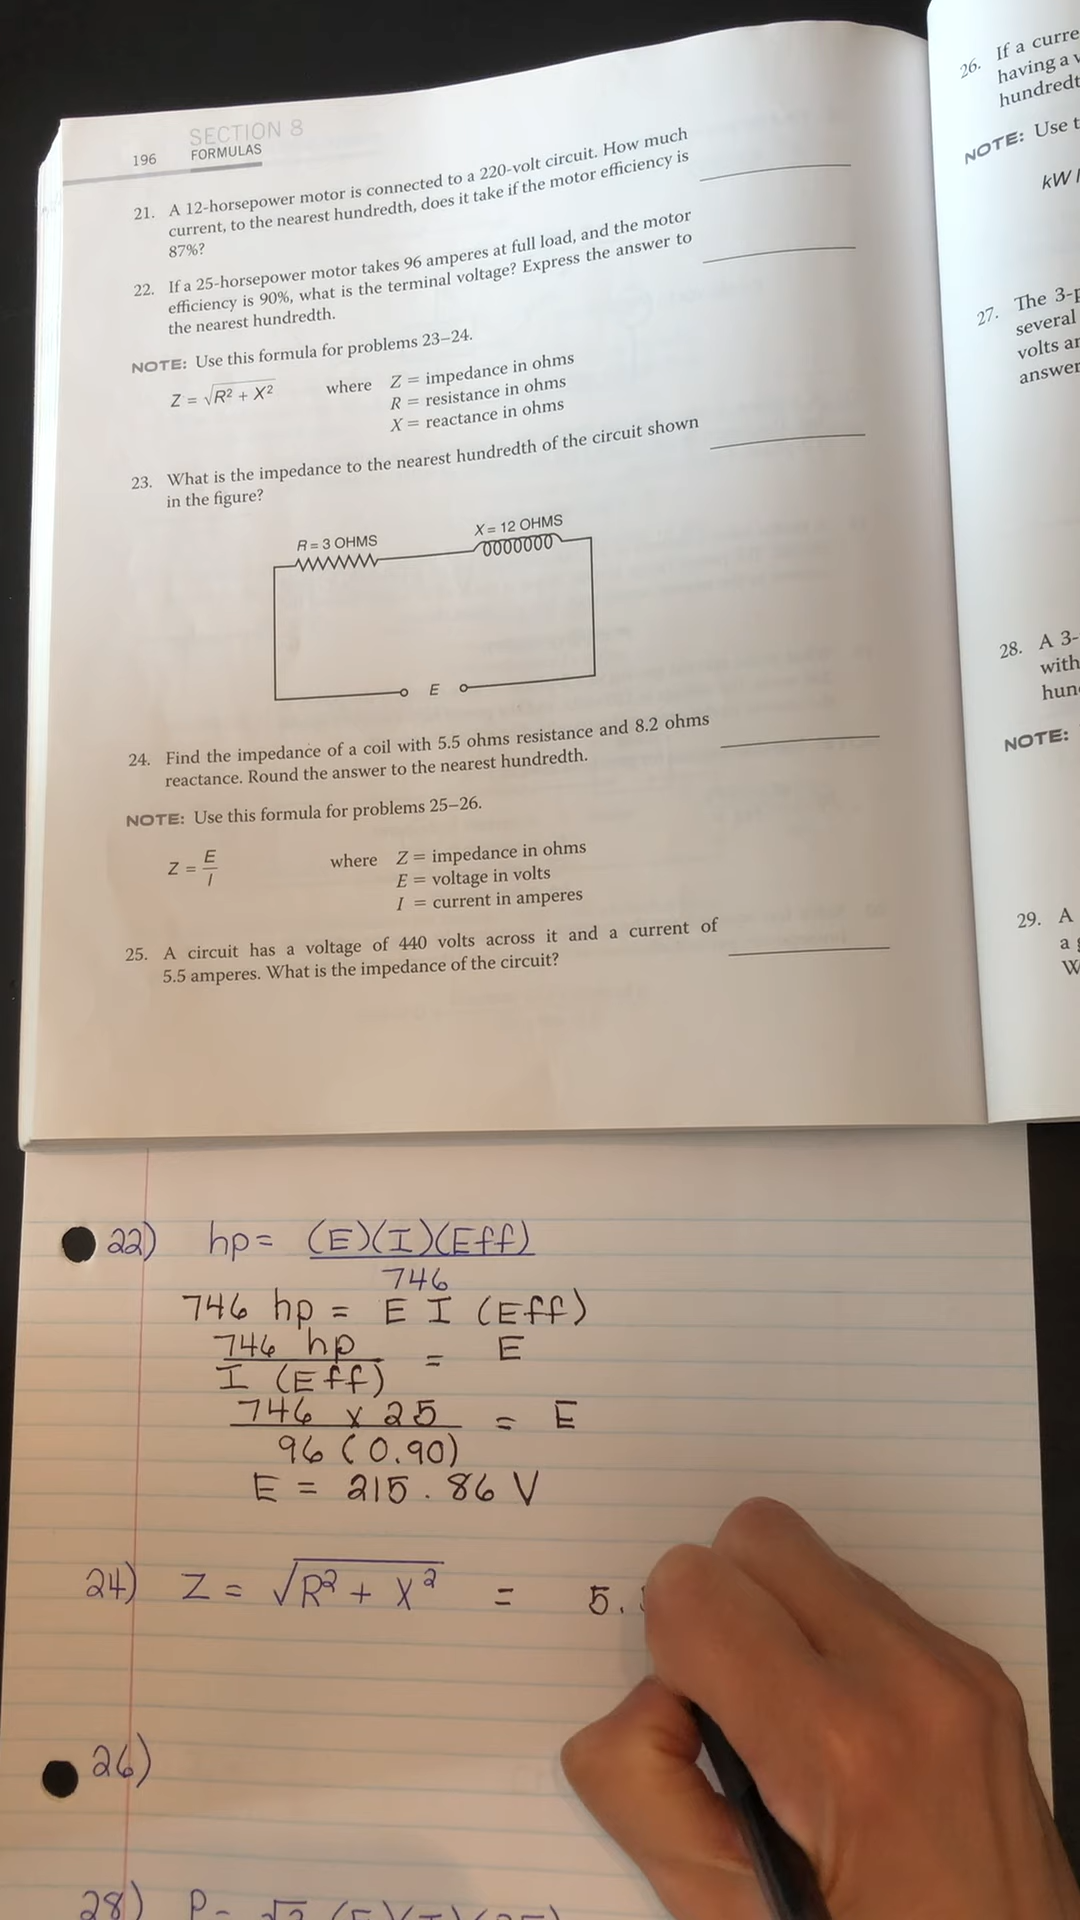 196
SECTION 8
FORMULAS
21. A 12-horsepower motor is connected to a 220-volt circuit. How much
current, to the nearest hundredth, does it take if the motor efficiency is
87%?
22. If a 25-horsepower motor takes 96 amperes at full load, and the motor
efficiency is 90%, what is the terminal voltage? Express the answer to
the nearest hundredth.
NOTE: Use this formula for problems 23–24.
Z = √R² + X² where Z = impedance in ohms
R = resistance in ohms
X = reactance in ohms
23. What is the impedance to the nearest hundredth of the circuit shown
in the figure?
R = 3 OHMS
X = 12 OHMS
E
24. Find the impedance of a coil with 5.5 ohms resistance and 8.2 ohms
reactance. Round the answer to the nearest hundredth.
NOTE: Use this formula for problems 25–26.
Z = E/I where Z = impedance in ohms
E = voltage in volts
I = current in amperes
25. A circuit has a voltage of 440 volts across it and a current of
5.5 amperes. What is the impedance of the circuit?
26. If a curre
having a
hundredt
NOTE: Use t
kW
27. The 3-p
several
volts ar
answer
28. A 3-
with
hun
NOTE:
29. A
a
W
22) hp = (E)(I)(Eff)
746
746 hp = E I (Eff)
746 hp = E
I (Eff)
746 x 25 = E
96 (0.90)
E = 215.86 V
24) Z = √R² + X² = 5.
26)
28) P